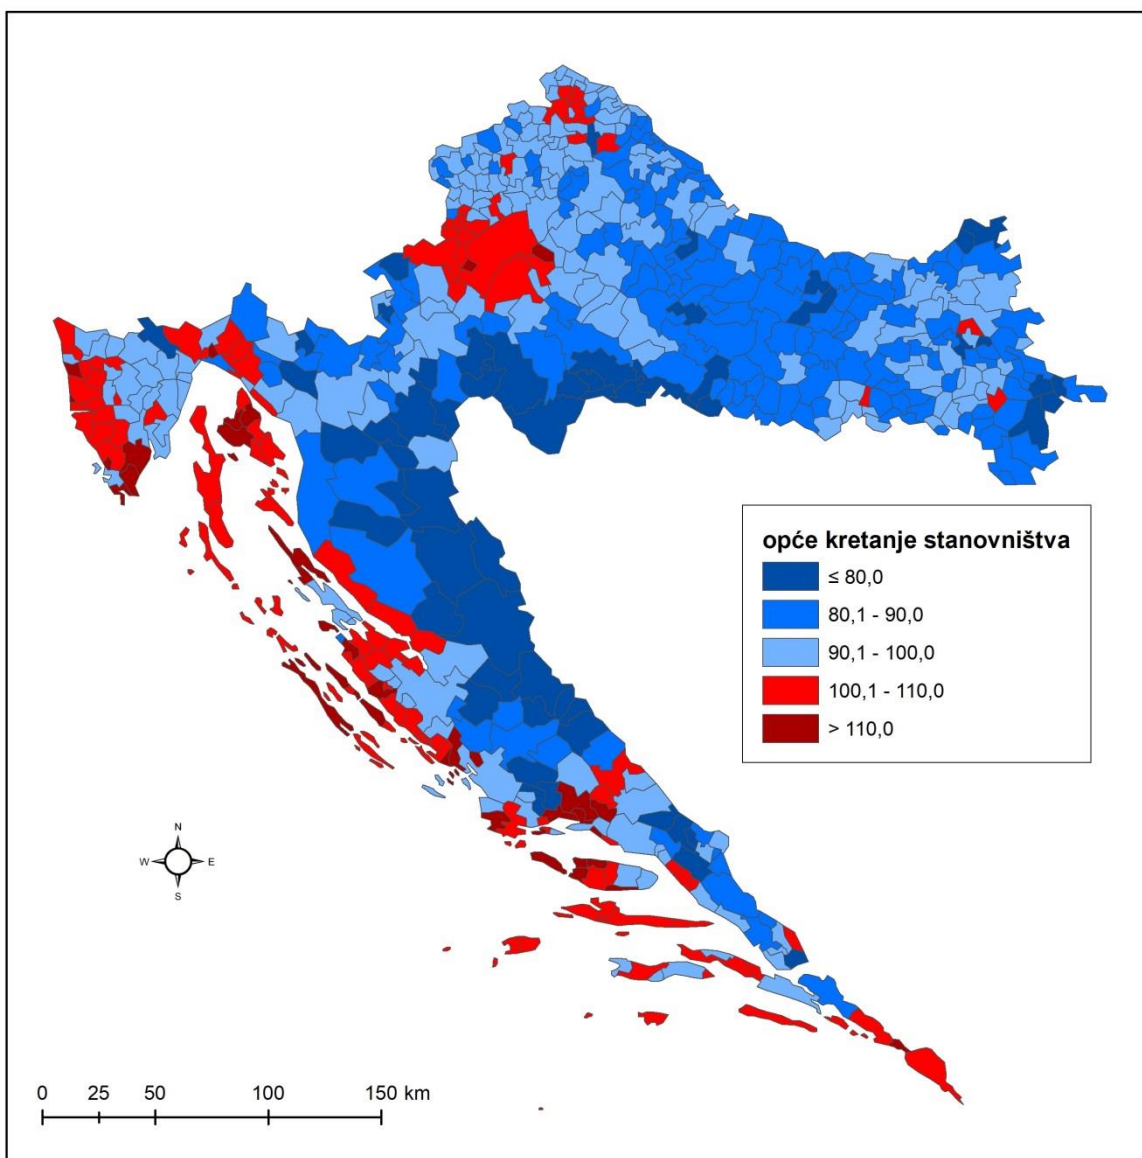 opće kretanje stanovništva
≤ 80,0
80,1 - 90,0
90,1 - 100,0
100,1 - 110,0
> 110,0
N
W E
S
0 25 50 100 150 km